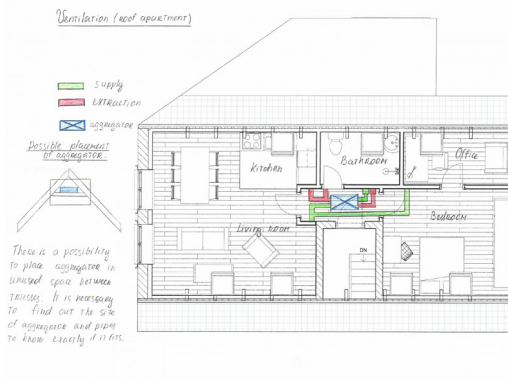 Ventilation (roof apartment)
supply
EXTRACTION
aggregator
Possible placement
of aggregator.
There is a possibility
to place aggregator in
unused space between
trusses. It is necessary
to find out the size
of aggregator and pipes
to know exactly if it fits.
Kitchen
Bathroom
Office
Living room
Bedroom
DN